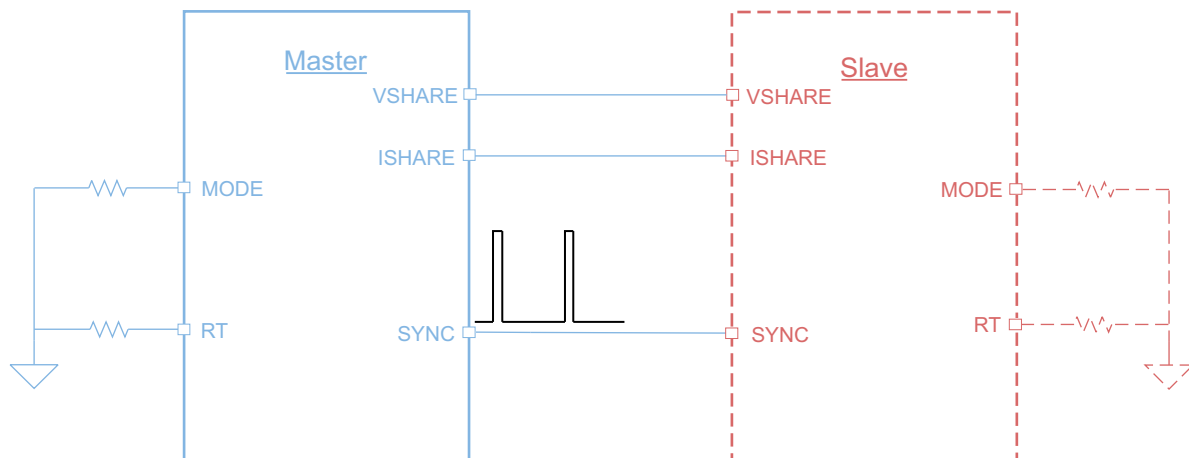 Master
Slave
VSHARE
VSHARE
ISHARE
ISHARE
MODE
MODE
RT
RT
SYNC
SYNC